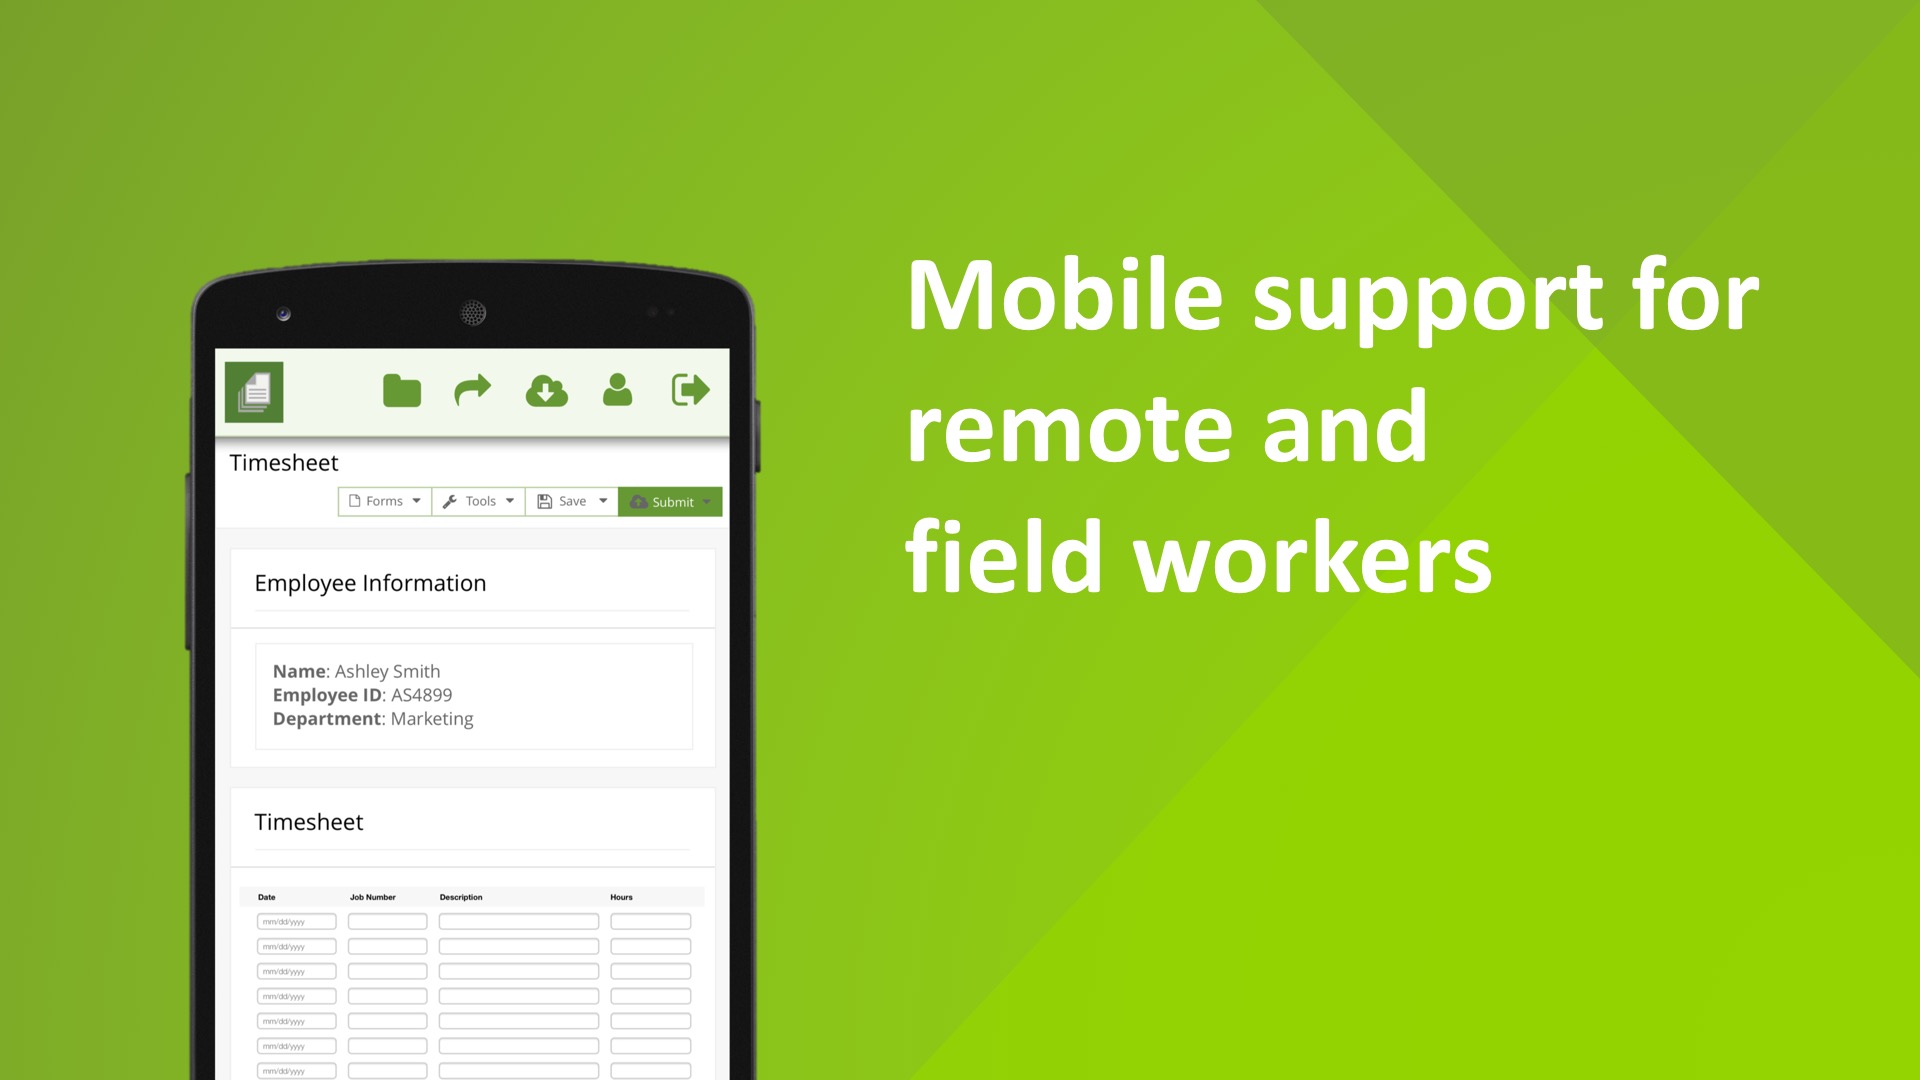 Mobile support for
remote and
field workers
Timesheet
Forms Tools Save Submit
Employee Information
Name: Ashley Smith
Employee ID: AS4899
Department: Marketing
Timesheet
Date Job Number Description Hours
mm/dd/yyyy
mm/dd/yyyy
mm/dd/yyyy
mm/dd/yyyy
mm/dd/yyyy
mm/dd/yyyy
mm/dd/yyyy